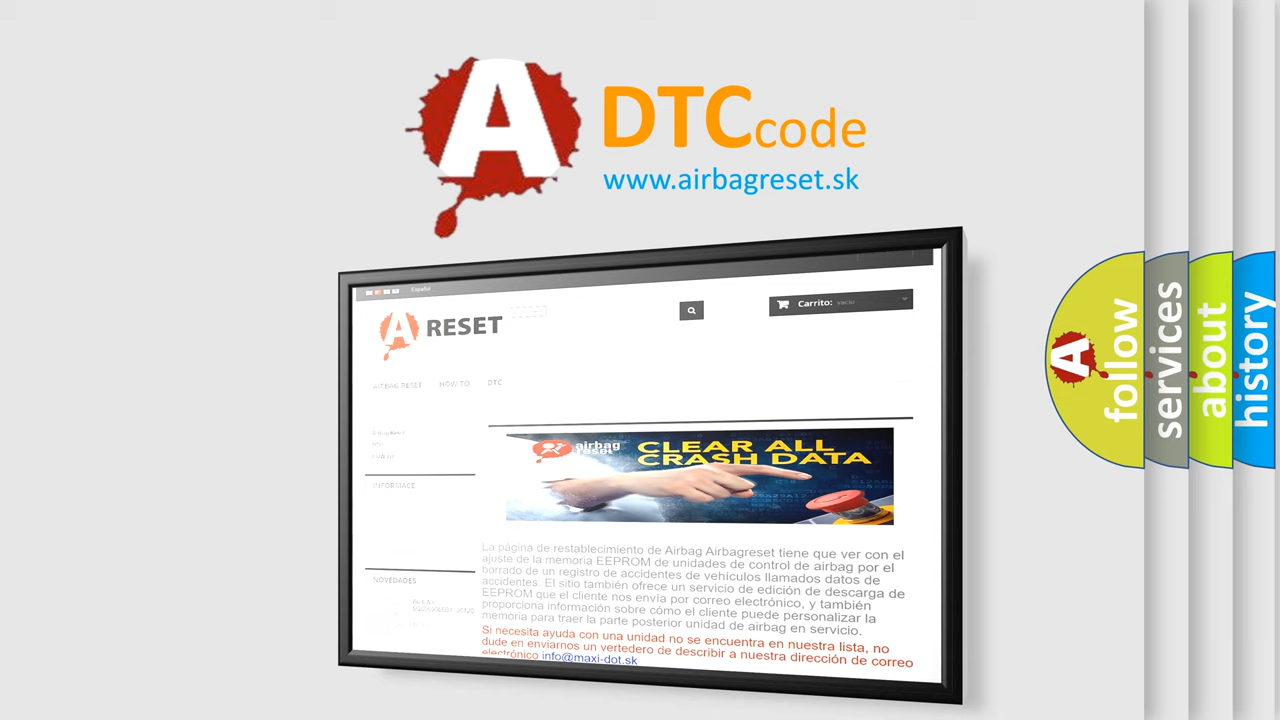 A DTCcode
www.airbagreset.sk
Español
A RESET
Carrito: vacío
AIRBAG RESET HOW TO DTC
INFORMACE
NOVEDADES
airbag
reset
CLEAR ALL
CRASH DATA
La página de restablecimiento de Airbag Airbagreset tiene que ver con el
ajuste de la memoria EEPROM de unidades de control de airbag por el
borrado de un registro de accidentes de vehículos llamados datos de
accidentes. El sitio también ofrece un servicio de edición de descarga de
EEPROM que el cliente nos envía por correo electrónico, y también
proporciona información sobre cómo el cliente puede personalizar la
memoria para traer la parte posterior unidad de airbag en servicio.
Si necesita ayuda con una unidad no se encuentra en nuestra lista, no
dude en enviarnos un vertedero de describir a nuestra dirección de correo
electrónico info@maxi-dot.sk
A
follow
services
about
history